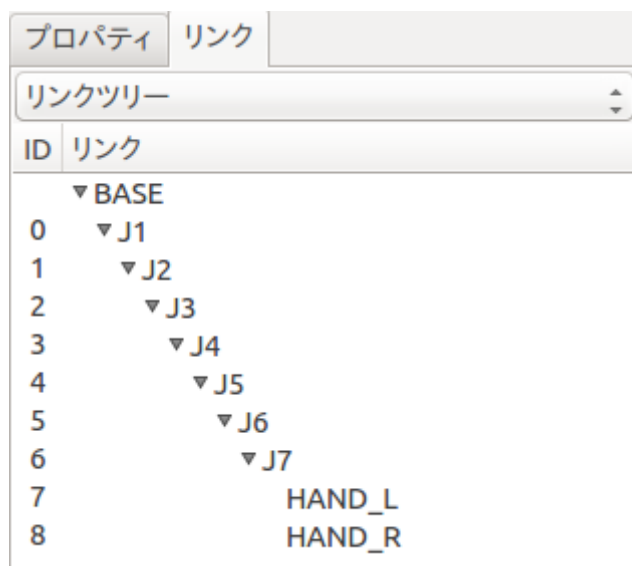 プロパティ リンク
リンクツリー
ID リンク
BASE
0 J1
1 J2
2 J3
3 J4
4 J5
5 J6
6 J7
7 HAND_L
8 HAND_R